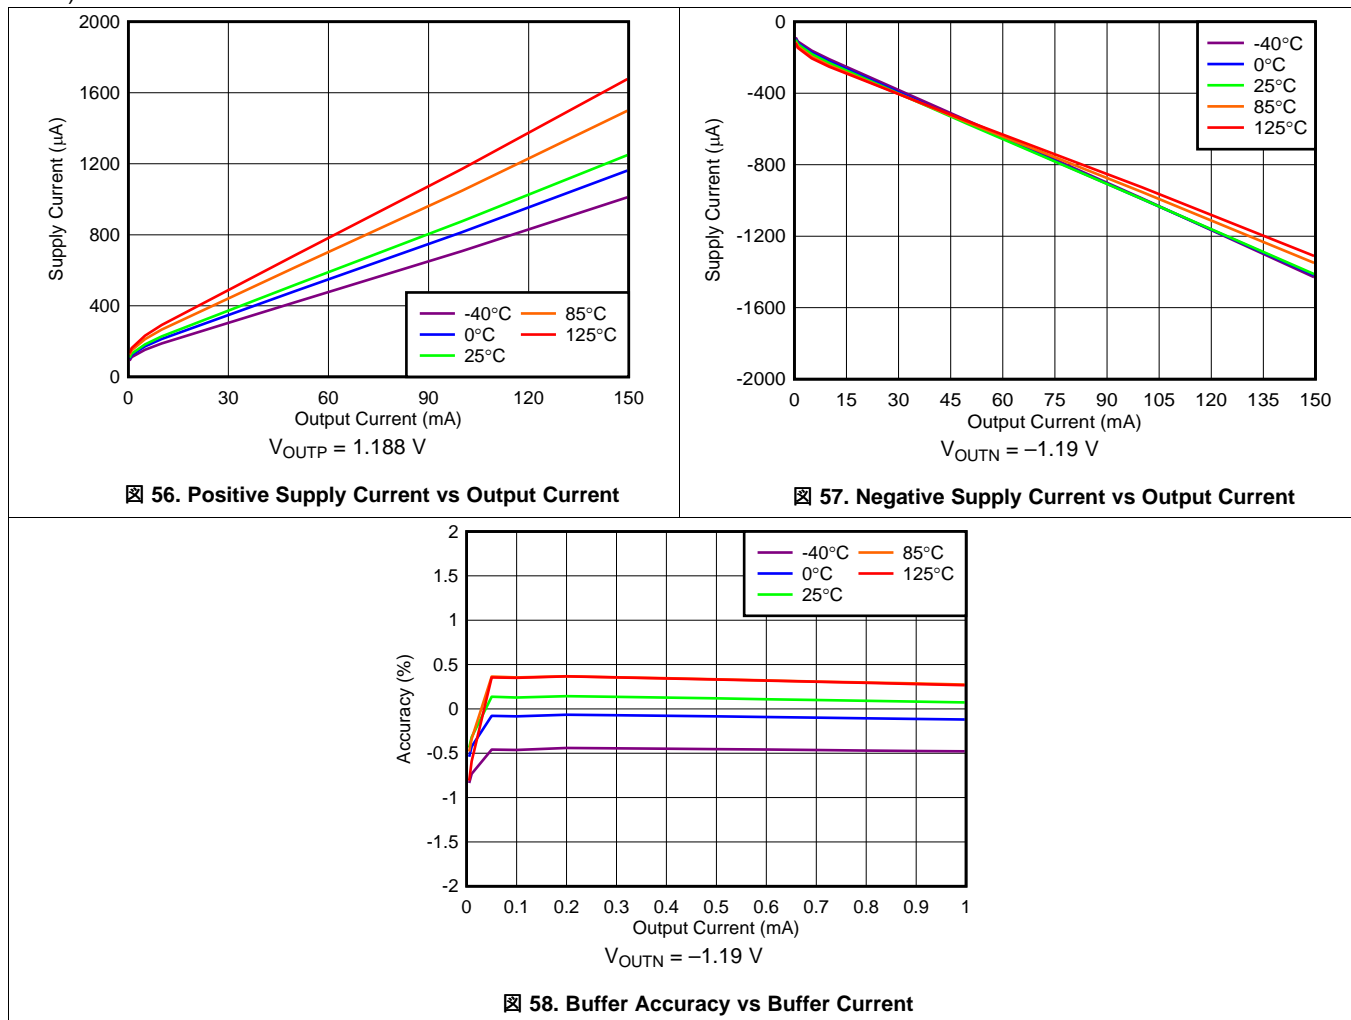 2000
1600
1200
800
400
0
Supply Current (µA)
-40°C
0°C
25°C
85°C
125°C
0 30 60 90 120 150
Output Current (mA)
V_OUTP = 1.188 V
図 56. Positive Supply Current vs Output Current
0
-400
-800
-1200
-1600
-2000
Supply Current (µA)
-40°C
0°C
25°C
85°C
125°C
0 15 30 45 60 75 90 105 120 135 150
Output Current (mA)
V_OUTN = –1.19 V
図 57. Negative Supply Current vs Output Current
2
1.5
1
0.5
0
-0.5
-1
-1.5
-2
Accuracy (%)
-40°C
0°C
25°C
85°C
125°C
0 0.1 0.2 0.3 0.4 0.5 0.6 0.7 0.8 0.9 1
Output Current (mA)
V_OUTN = –1.19 V
図 58. Buffer Accuracy vs Buffer Current